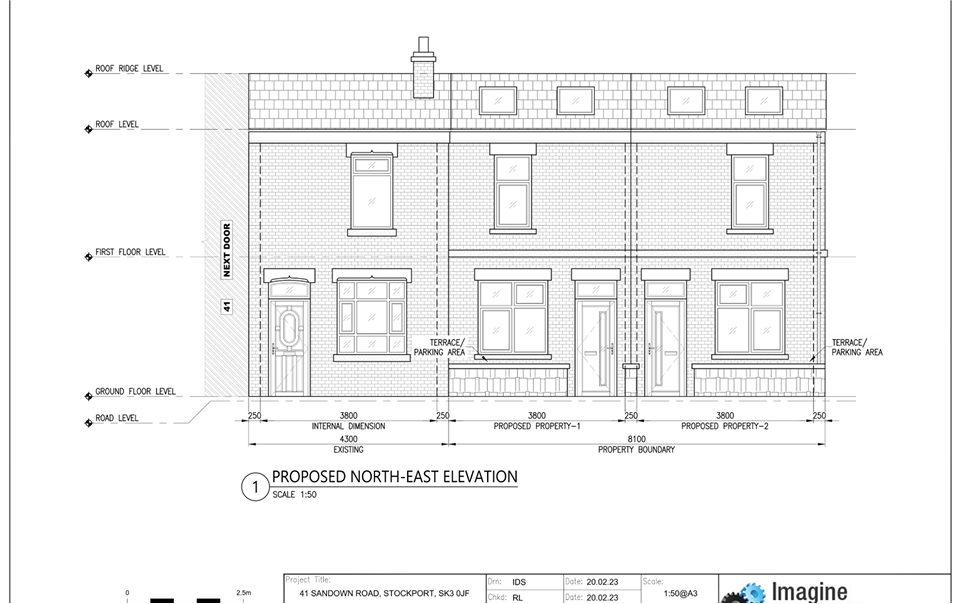 ROOF RIDGE LEVEL
ROOF LEVEL
NEXT DOOR
FIRST FLOOR LEVEL
41
TERRACE/
PARKING AREA
TERRACE/
PARKING AREA
GROUND FLOOR LEVEL
ROAD LEVEL
250 3800 250 3800 250 3800 250
INTERNAL DIMENSION PROPOSED PROPERTY-1 PROPOSED PROPERTY-2
4300 8100
EXISTING PROPERTY BOUNDARY
1 PROPOSED NORTH-EAST ELEVATION
SCALE 1:50
0 2.5m
Project Title: Drn: IDS Date: 20.02.23 Scale:
41 SANDOWN ROAD, STOCKPORT, SK3 0JF 1:50@A3 Imagine
Chkd: RL Date: 20.02.23